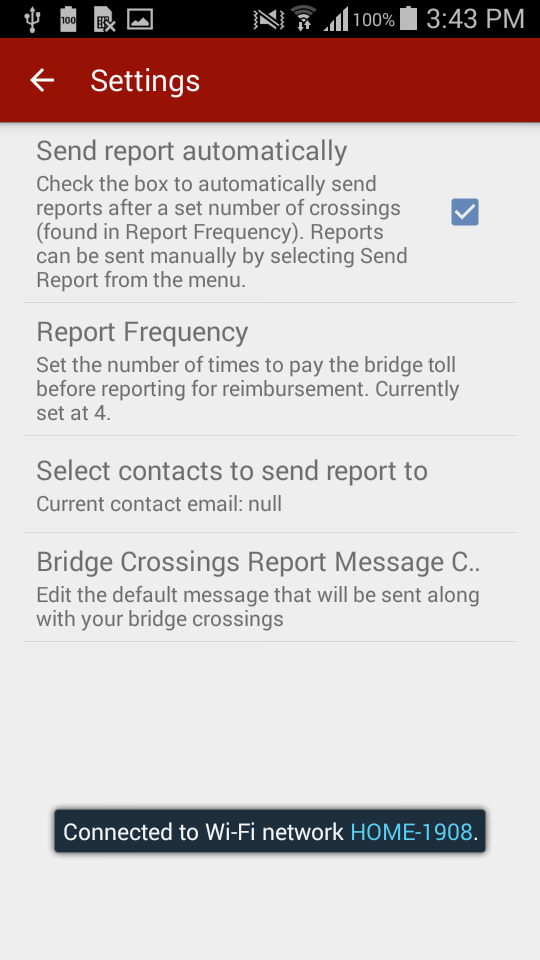 100 100% 3:43 PM
Settings
Send report automatically
Check the box to automatically send
reports after a set number of crossings
(found in Report Frequency). Reports
can be sent manually by selecting Send
Report from the menu.
Report Frequency
Set the number of times to pay the bridge toll
before reporting for reimbursement. Currently
set at 4.
Select contacts to send report to
Current contact email: null
Bridge Crossings Report Message C..
Edit the default message that will be sent along
with your bridge crossings
Connected to Wi-Fi network HOME-1908.